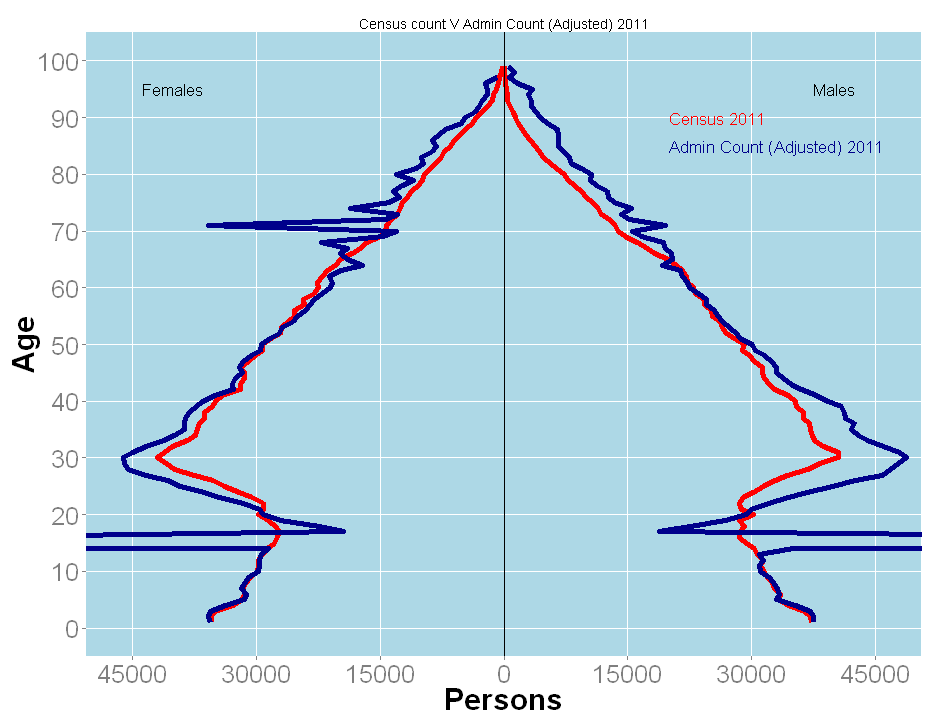 Census count V Admin Count (Adjusted) 2011
Females
Males
Census 2011
Admin Count (Adjusted) 2011
100
90
80
70
60
50
40
30
20
10
0
Age
45000 30000 15000 0 15000 30000 45000
Persons